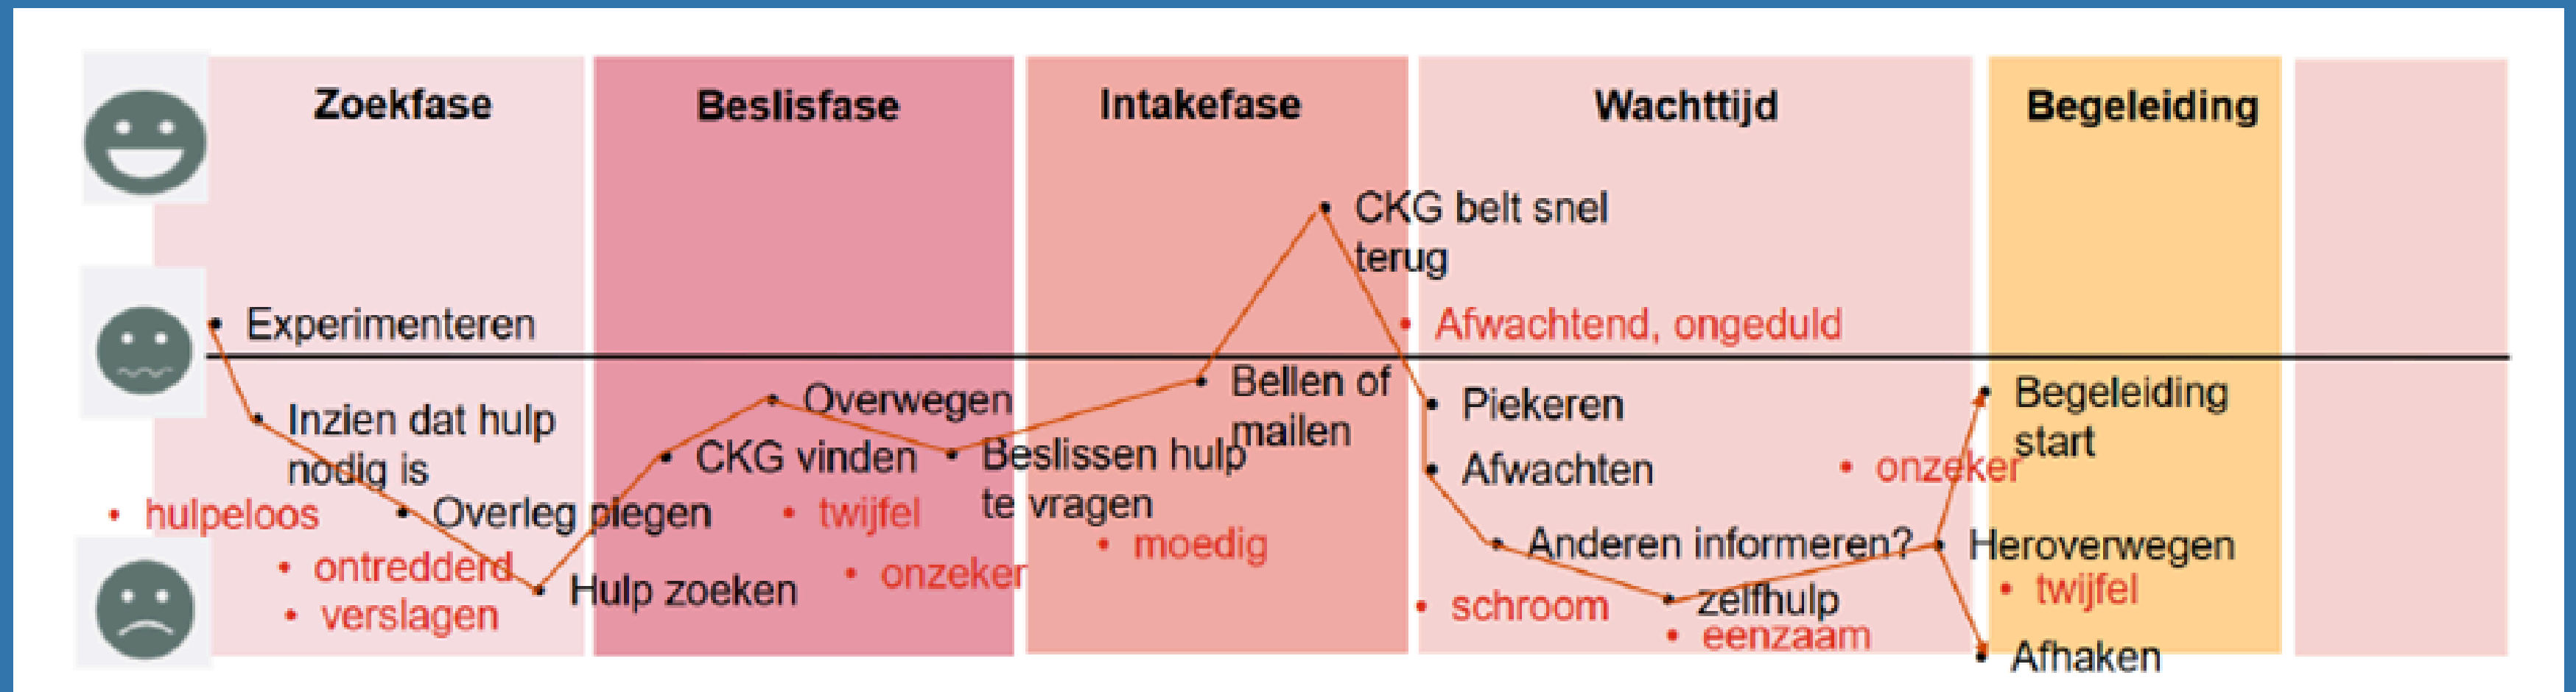 Zoekfase
Beslisfase
Intakefase
Wachttijd
Begeleiding
Experimenteren
Inzien dat hulp
nodig is
hulpeloos
Overleg plegen
ontredderd
verslagen
Hulp zoeken
CKG vinden
Overwegen
twijfel
onzeker
Beslissen hulp
te vragen
moedig
Bellen of
mailen
CKG belt snel
terug
Afwachtend, ongeduld
Piekeren
Afwachten
Anderen informeren?
schroom
zelfhulp
eenzaam
onzeker
Begeleiding
start
Heroverwegen
twijfel
Afhaken